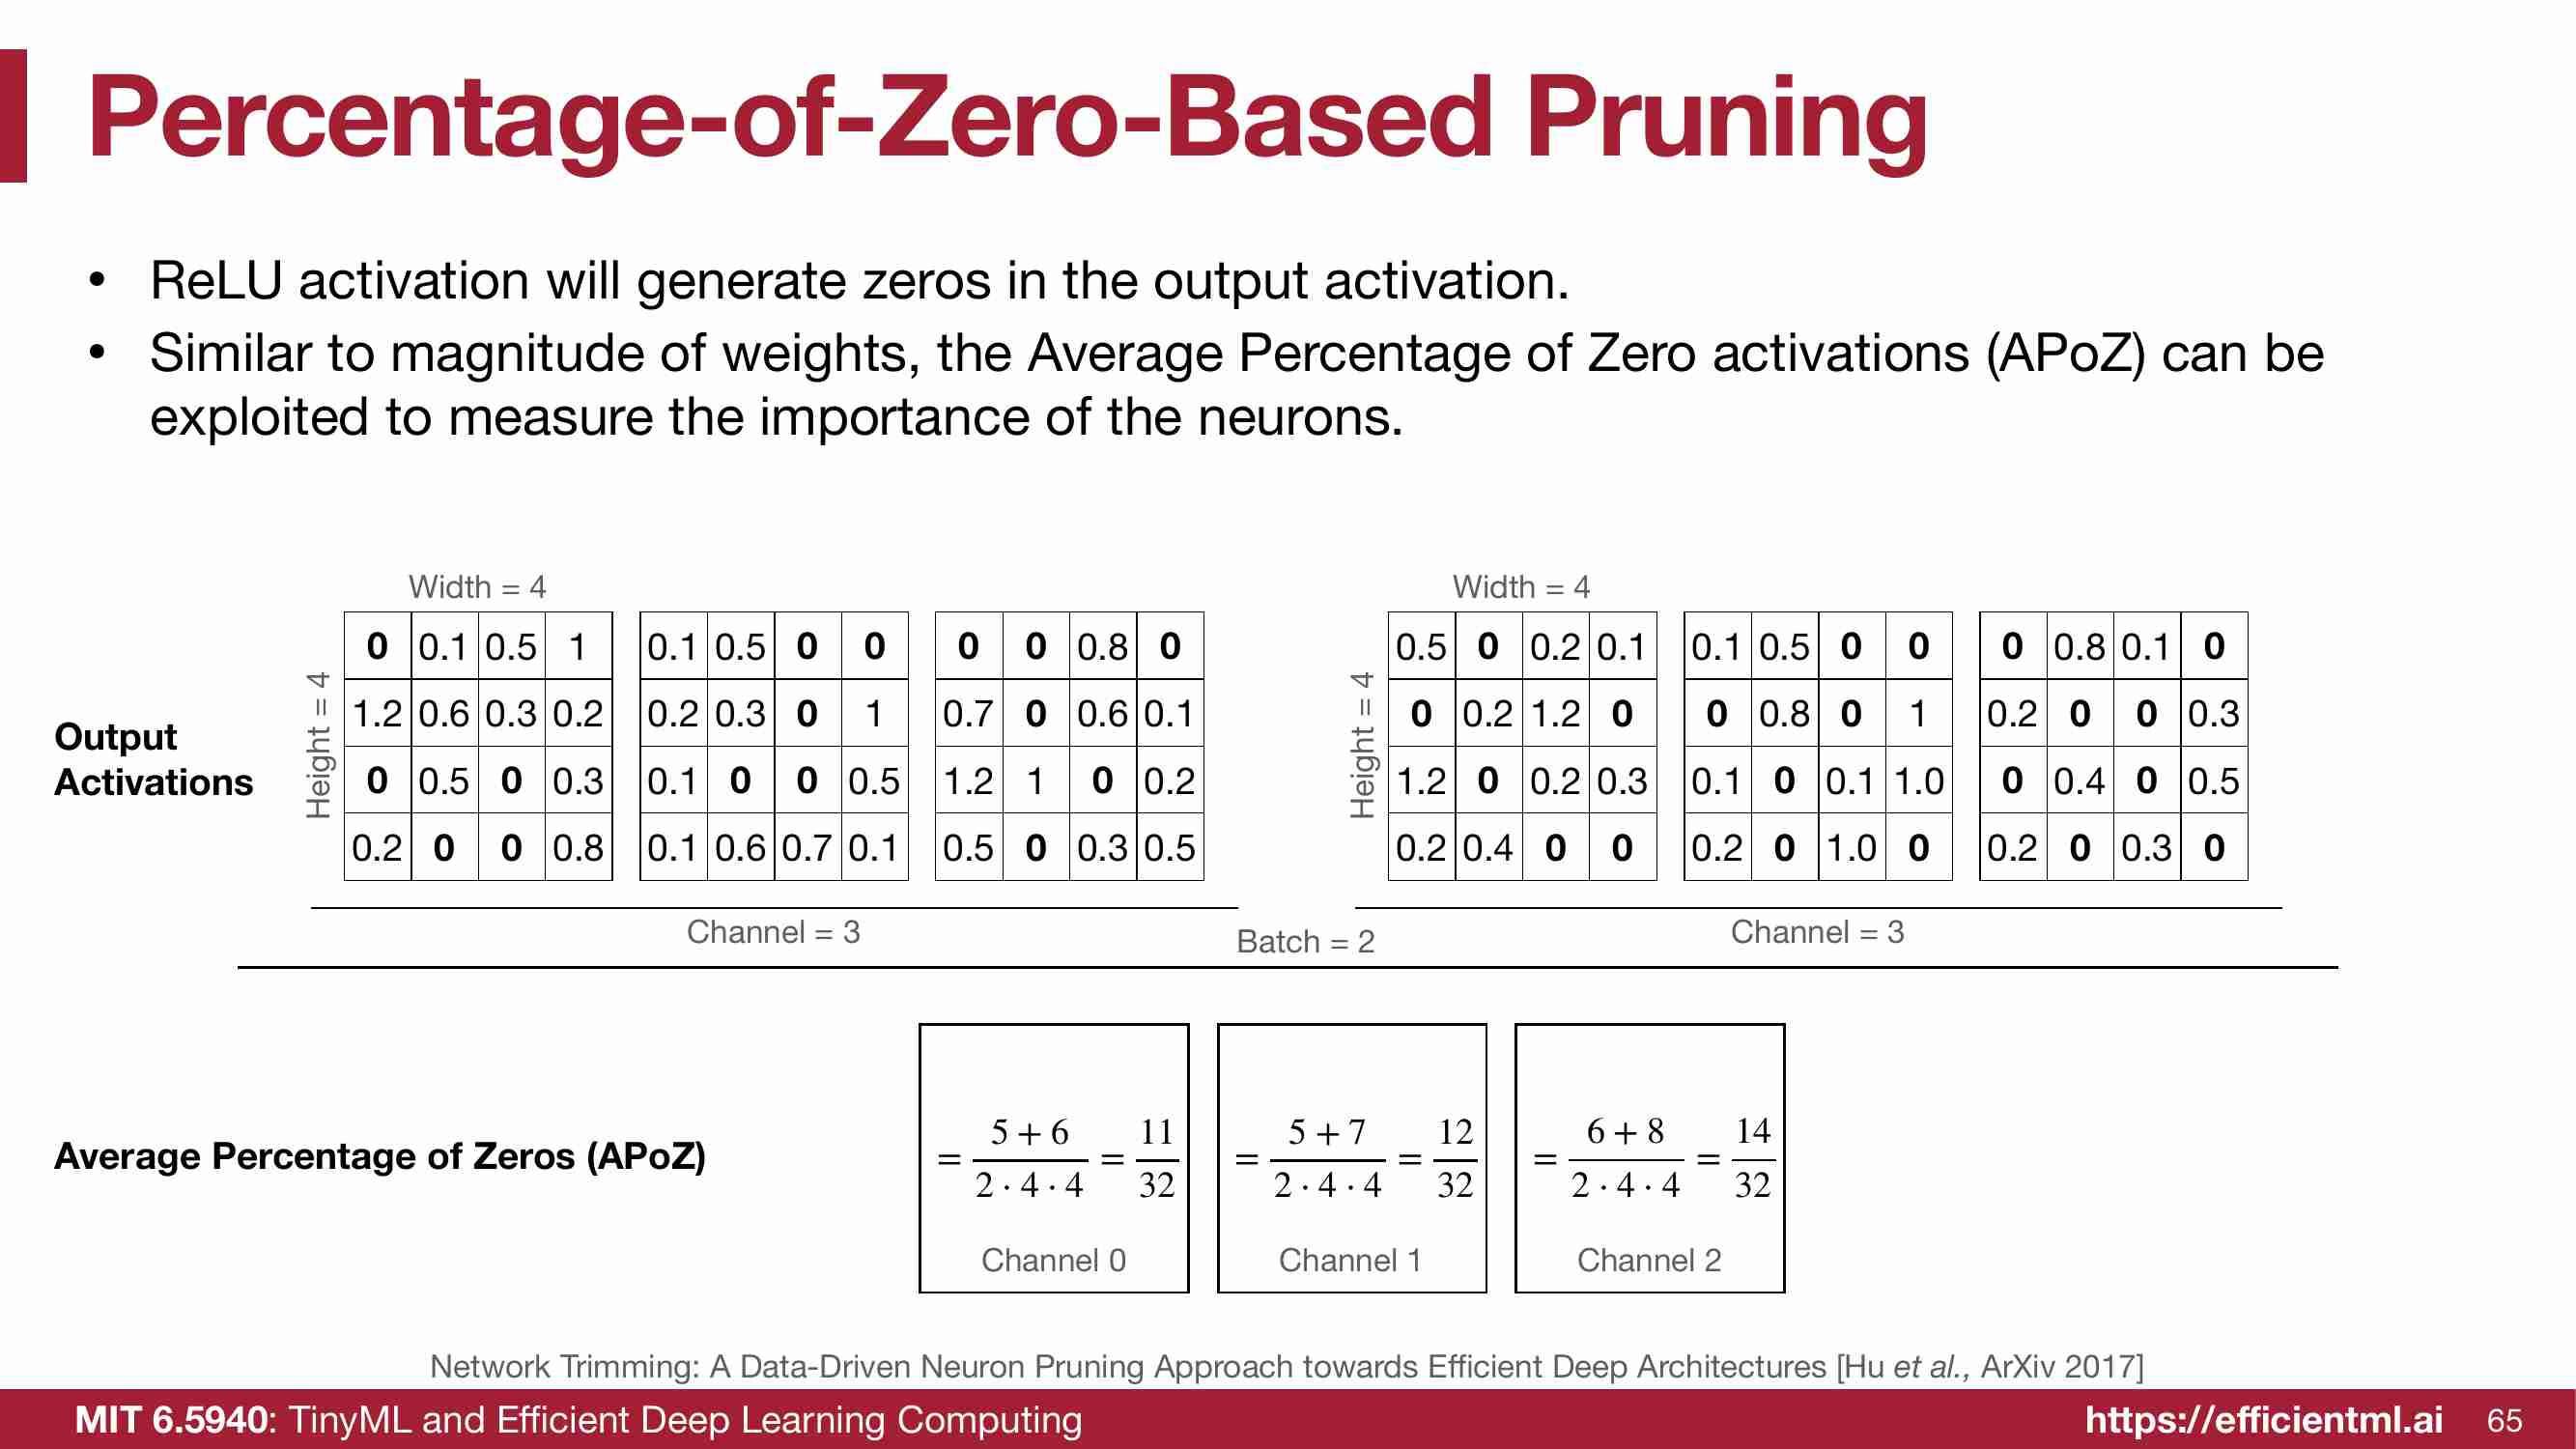 Percentage-of-Zero-Based Pruning
• ReLU activation will generate zeros in the output activation.
• Similar to magnitude of weights, the Average Percentage of Zero activations (APoZ) can be
exploited to measure the importance of the neurons.
Width = 4 Width = 4
Output
Activations
Height = 4
0 0.1 0.5 1
1.2 0.6 0.3 0.2
0 0.5 0 0.3
0.2 0 0 0.8
0.1 0.5 0 0
0.2 0.3 0 1
0.1 0 0 0.5
0.1 0.6 0.7 0.1
0 0 0.8 0
0.7 0 0.6 0.1
1.2 1 0 0.2
0.5 0 0.3 0.5
Channel = 3
Height = 4
0.5 0 0.2 0.1
0 0.2 1.2 0
1.2 0 0.2 0.3
0.2 0.4 0 0
0.1 0.5 0 0
0 0.8 0 1
0.1 0 0.1 1.0
0.2 0 1.0 0
0 0.8 0.1 0
0.2 0 0 0.3
0 0.4 0 0.5
0.2 0 0.3 0
Channel = 3
Batch = 2
Average Percentage of Zeros (APoZ)
= (5 + 6)/(2 · 4 · 4) = 11/32
Channel 0
= (5 + 7)/(2 · 4 · 4) = 12/32
Channel 1
= (6 + 8)/(2 · 4 · 4) = 14/32
Channel 2
Network Trimming: A Data-Driven Neuron Pruning Approach towards Efficient Deep Architectures [Hu et al., ArXiv 2017]
MIT 6.5940: TinyML and Efficient Deep Learning Computing
https://efficientml.ai 65